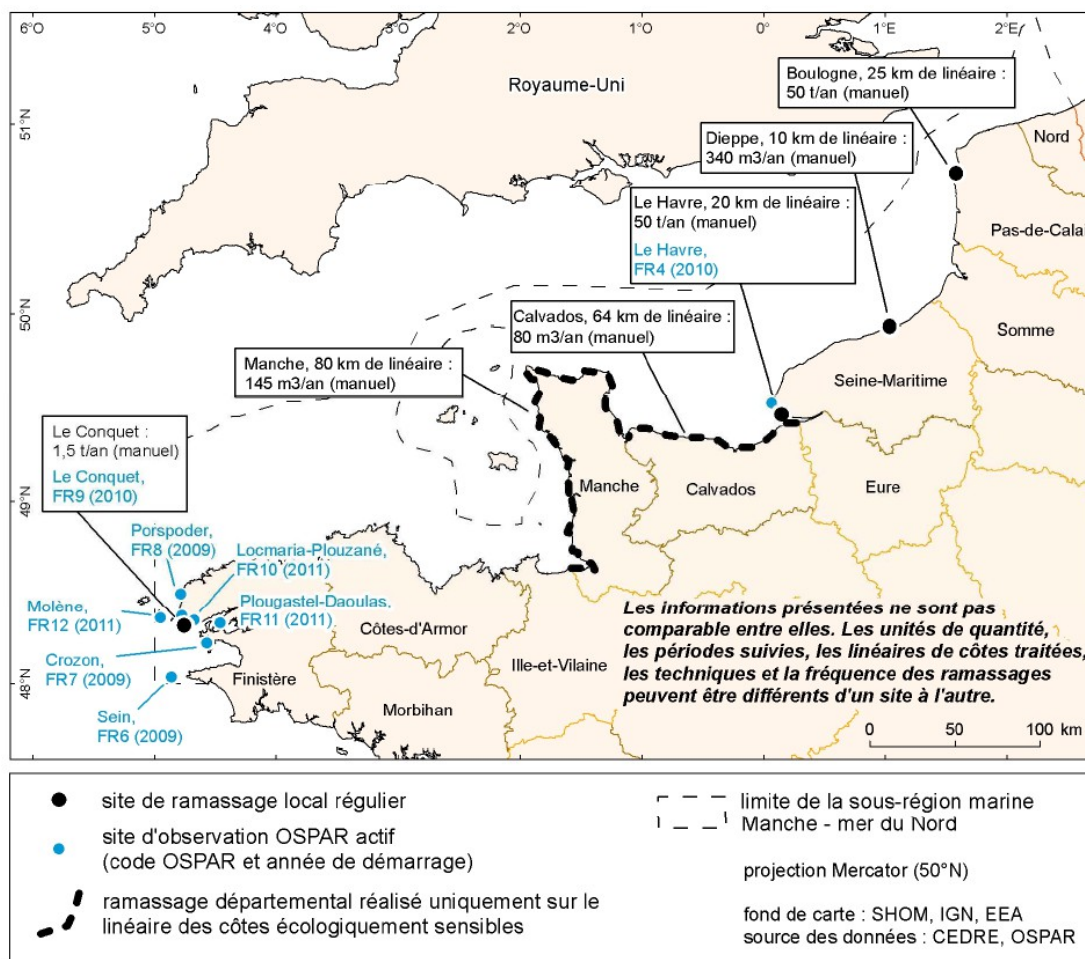 6°O
5°O
4°O
3°O
2°O
1°O
0°
1°E
2°E
51°N
50°N
49°N
48°N
Royaume-Uni
Boulogne, 25 km de linéaire :
50 t/an (manuel)
Dieppe, 10 km de linéaire :
340 m3/an (manuel)
Le Havre, 20 km de linéaire :
50 t/an (manuel)
Le Havre,
FR4 (2010)
Calvados, 64 km de linéaire :
80 m3/an (manuel)
Manche, 80 km de linéaire :
145 m3/an (manuel)
Le Conquet :
1,5 t/an (manuel)
Le Conquet,
FR9 (2010)
Nord
Pas-de-Calai
Somme
Seine-Maritime
Eure
Calvados
Manche
Porspoder,
FR8 (2009)
Locmaria-Plouzané,
FR10 (2011)
Molène,
FR12 (2011)
Plougastel-Daoulas,
FR11 (2011)
Crozon,
FR7 (2009)
Sein,
FR6 (2009)
Finistère
Côtes-d'Armor
Morbihan
Ille-et-Vilaine
Les informations présentées ne sont pas
comparable entre elles. Les unités de quantité,
les périodes suivies, les linéaires de côtes traitées,
les techniques et la fréquence des ramassages
peuvent être différents d'un site à l'autre.
0 50 100 km
site de ramassage local régulier
site d'observation OSPAR actif
(code OSPAR et année de démarrage)
ramassage départemental réalisé uniquement sur le
linéaire des côtes écologiquement sensibles
limite de la sous-région marine
Manche - mer du Nord
projection Mercator (50°N)
fond de carte : SHOM, IGN, EEA
source des données : CEDRE, OSPAR